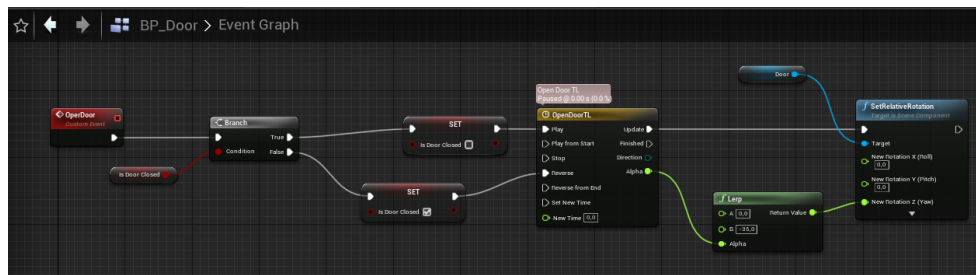 BP_Door > Event Graph
Open Door TL
Paused @ 0.00 s (0.0 %)
OperDoor
Custom Event
Is Door Closed
Branch
Condition
True
False
SET
Is Door Closed
SET
Is Door Closed
OpenDoorTL
Play
Play from Start
Stop
Reverse
Reverse from End
Set New Time
New Time 0,0
Update
Finished
Direction
Alpha
Lerp
A 0,0
B -35,0
Alpha
Return Value
Door
SetRelativeRotation
Target is Scene Component
Target
New Rotation X (Roll)
0,0
New Rotation Y (Pitch)
0,0
New Rotation Z (Yaw)